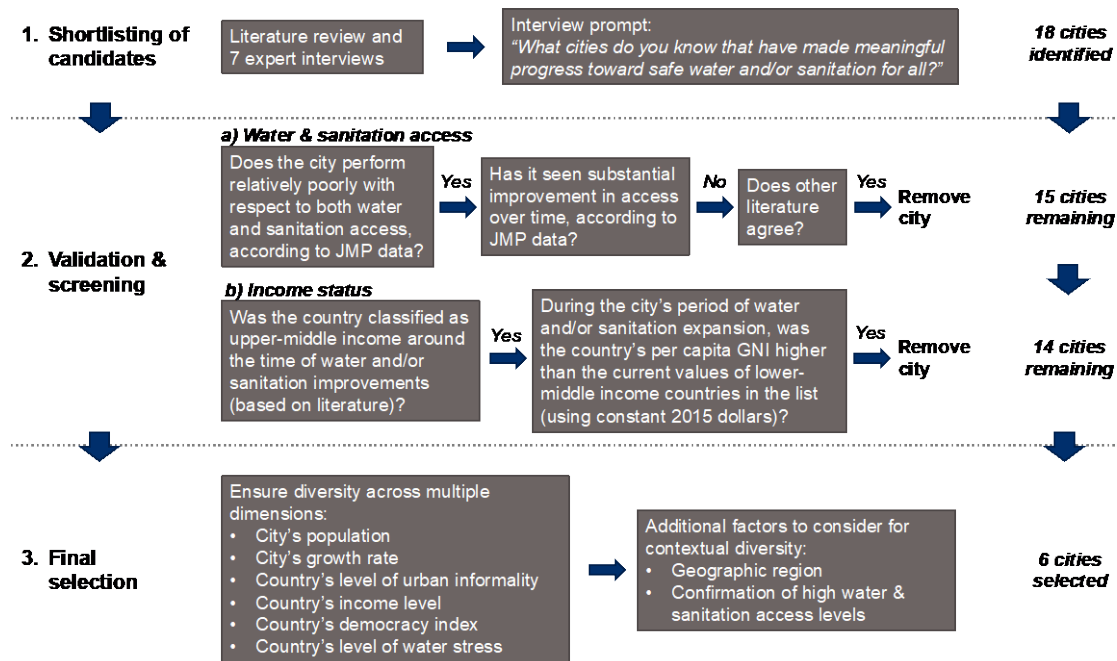 1. Shortlisting of
candidates
Literature review and
7 expert interviews
Interview prompt:
“What cities do you know that have made meaningful
progress toward safe water and/or sanitation for all?”
18 cities
identified
2. Validation &
screening
a) Water & sanitation access
Does the city perform
relatively poorly with
respect to both water
and sanitation access,
according to JMP data?
Yes
Has it seen substantial
improvement in access
over time, according to
JMP data?
No
Does other
literature
agree?
Yes
Remove
city
15 cities
remaining
b) Income status
Was the country classified as
upper-middle income around
the time of water and/or
sanitation improvements
(based on literature)?
Yes
During the city’s period of water
and/or sanitation expansion, was
the country’s per capita GNI higher
than the current values of lower-
middle income countries in the list
(using constant 2015 dollars)?
Yes
Remove
city
14 cities
remaining
3. Final
selection
Ensure diversity across multiple
dimensions:
• City’s population
• City’s growth rate
• Country’s level of urban informality
• Country’s income level
• Country’s democracy index
• Country’s level of water stress
Additional factors to consider for
contextual diversity:
• Geographic region
• Confirmation of high water &
sanitation access levels
6 cities
selected